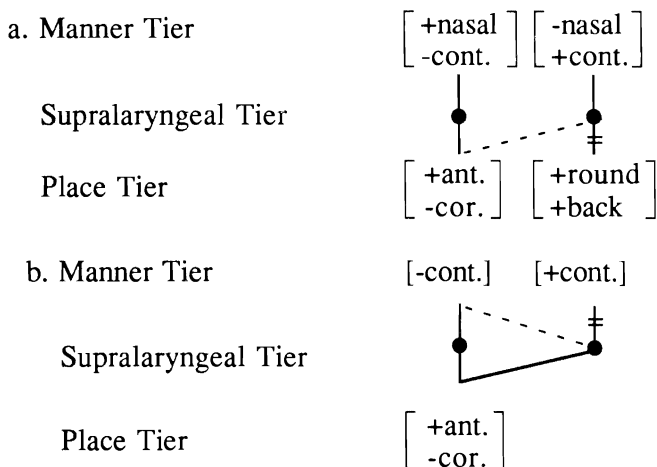 a. Manner Tier [+nasal -cont.] [-nasal +cont.]
Supralaryngeal Tier
Place Tier [+ant. -cor.] [+round +back]
b. Manner Tier [-cont.] [+cont.]
Supralaryngeal Tier
Place Tier [+ant. -cor.]